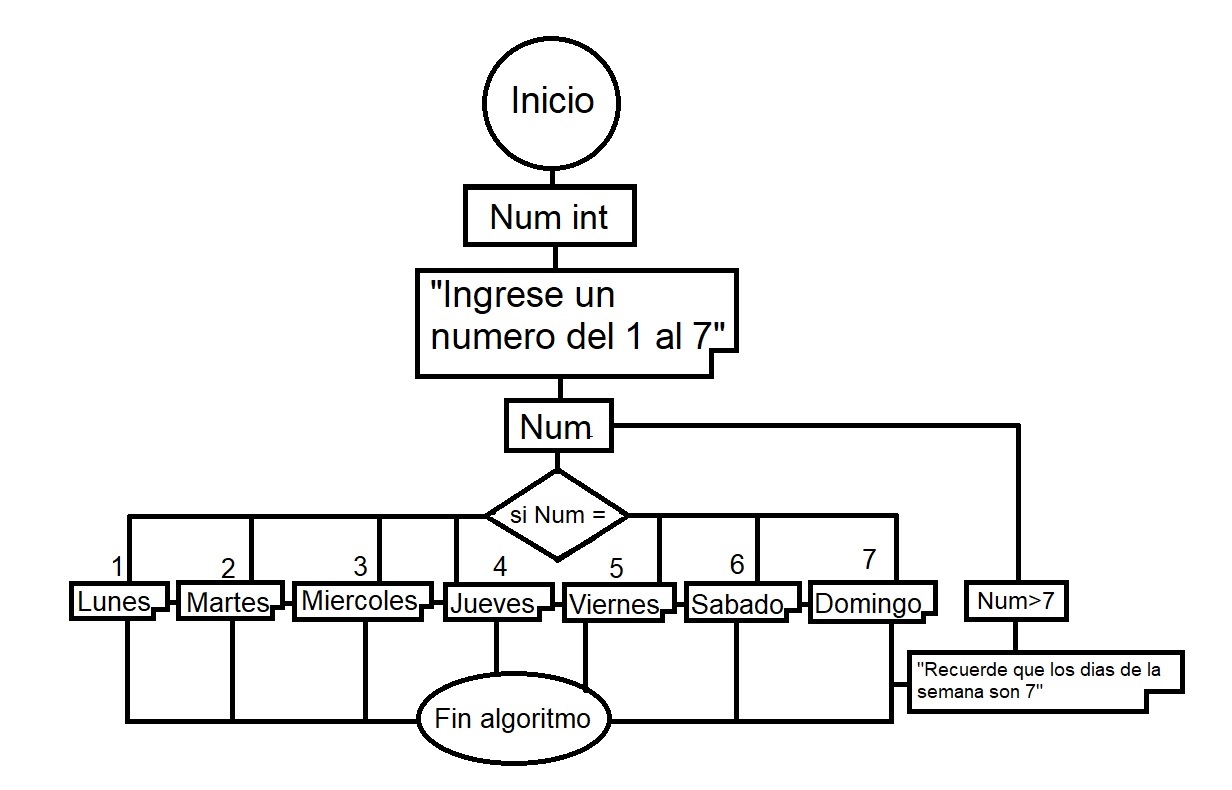 Inicio
Num int
"Ingrese un
numero del 1 al 7"
Num
si Num =
1 2 3 4 5 6 7
Lunes Martes Miercoles Jueves Viernes Sabado Domingo Num>7
"Recuerde que los dias de la
semana son 7"
Fin algoritmo